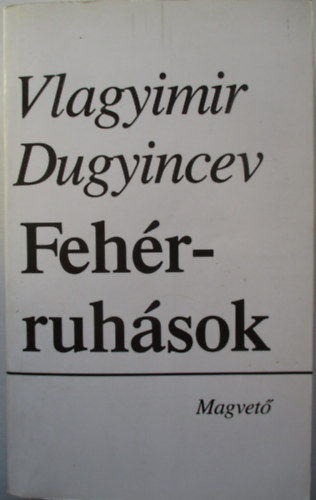 Vlagyimir
Dugyincev
Fehér-
ruhások
Magvető